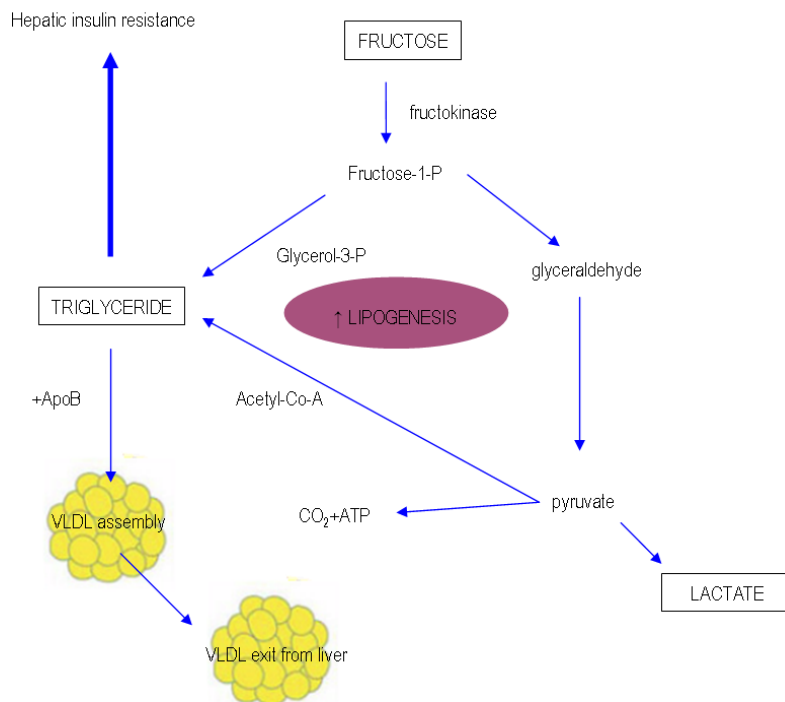 Hepatic insulin resistance
FRUCTOSE
fructokinase
Fructose-1-P
Glycerol-3-P
glyceraldehyde
TRIGLYCERIDE
↑ LIPOGENESIS
+ApoB
Acetyl-Co-A
VLDL assembly
CO₂+ATP
pyruvate
LACTATE
VLDL exit from liver